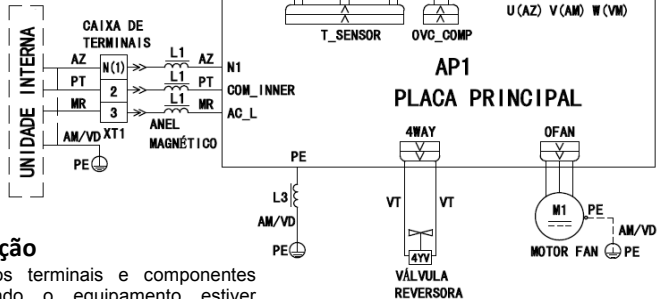 U(AZ) V(AM) W(VM)
CAIXA DE
TERMINAIS
T_SENSOR
OVC_COMP
UNIDADE INTERNA
AZ
N(1)
L1
AZ
N1
PT
2
L1
PT
COM_INNER
MR
3
L1
MR
AC_L
AP1
PLACA PRINCIPAL
AM/VD
XT1
ANEL
MAGNÉTICO
PE
4WAY
OFAN
PE
L3
AM/VD
PE
VT
VT
4YV
VÁLVULA
REVERSORA
M1
PE
AM/VD
MOTOR FAN
PE
ção
os terminais e componentes
ndo o equipamento estiver